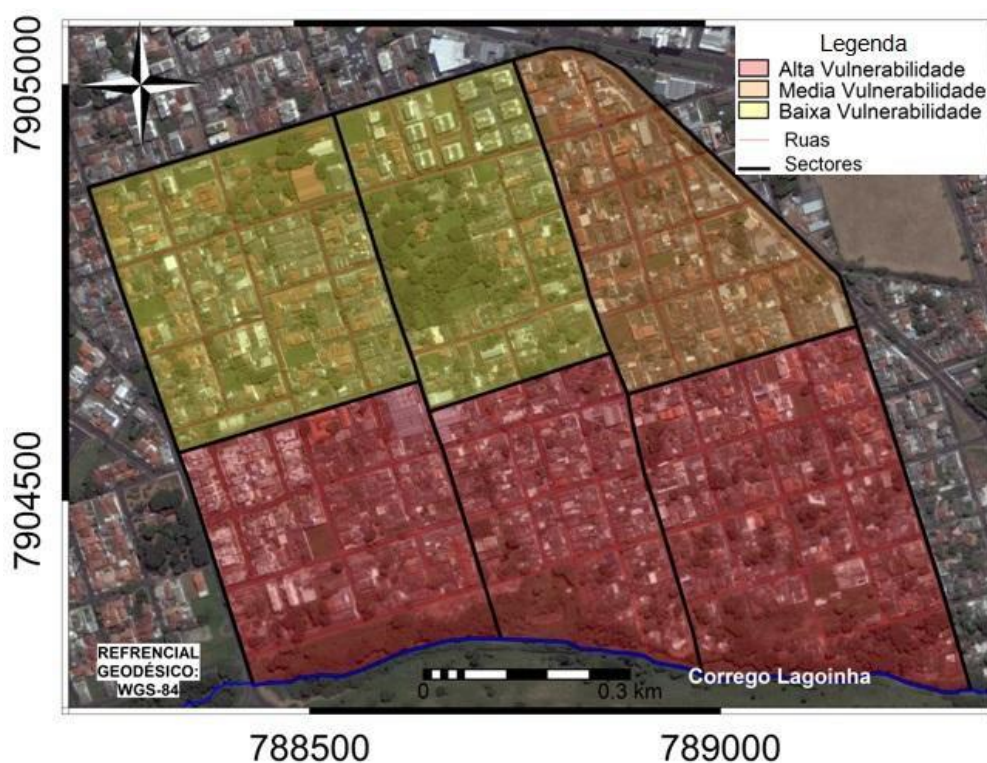 Legenda
Alta Vulnerabilidade
Media Vulnerabilidade
Baixa Vulnerabilidade
Ruas
Sectores
7905000
7904500
REFRENCIAL
GEODÉSICO:
WGS-84
Corrego Lagoinha
0 0.3 km
788500 789000